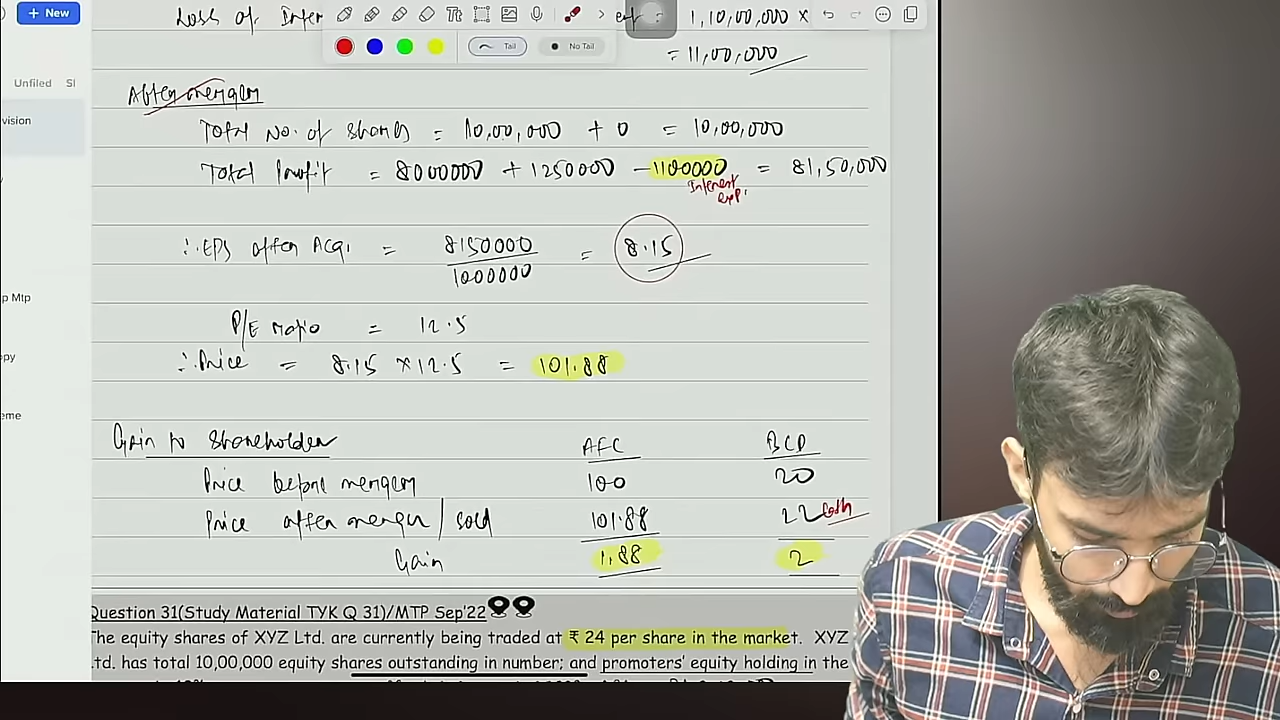 + New
Loss of Inter exp = 1,10,00,000 ×
= 11,00,000
Tail
No Tail
Unfiled
After merger
vision
Total No. of shares = 10,00,000 + 0 = 10,00,000
Total Profit = 8000000 + 1250000 - 1100000 = 81,50,000
Interest
exp.
∴ EPS after Acq. = 8150000 = 8.15
1000000
p Mtp
P/E ratio = 12.5
∴ Price = 8.15 × 12.5 = 101.88
eme
Gain to Shareholder AFC BCD
Price before merger 100 20
Price after merger / sold 101.88 22 cash
Gain 1.88 2
Question 31(Study Material TYK Q 31)/MTP Sep'22
The equity shares of XYZ Ltd. are currently being traded at ₹ 24 per share in the market. XYZ
Ltd. has total 10,00,000 equity shares outstanding in number; and promoters' equity holding in the